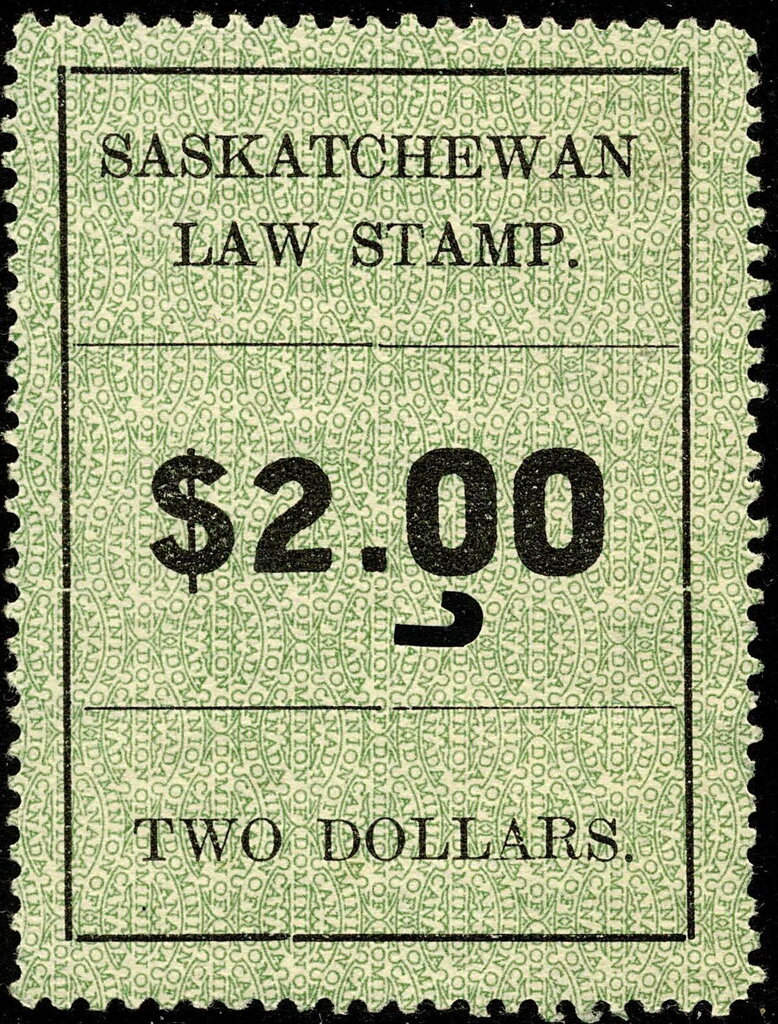 SASKATCHEWAN
LAW STAMP.
$2.00
TWO DOLLARS.